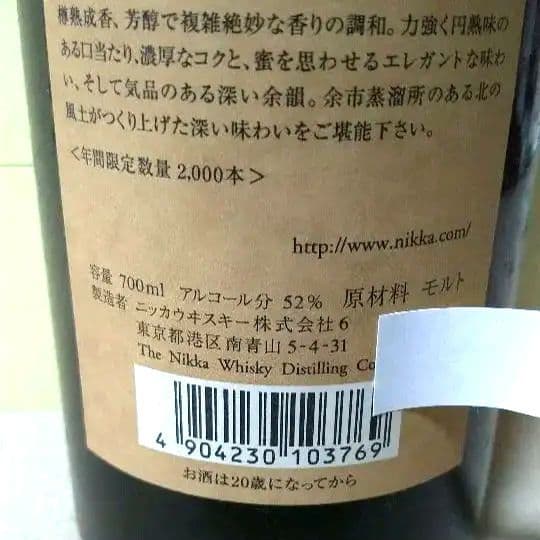 樽熟成香、芳醇で複雑絶妙な香りの調和。力強く円熟味の
ある口当たり、濃厚なコクと、蜜を思わせるエレガントな味わ
い、そして気品のある深い余韻。余市蒸溜所のある北の
風土がつくり上げた深い味わいをご堪能下さい。
<年間限定数量 2,000本>
http://www.nikka.com/
容量 700ml アルコール分 52% 原材料 モルト
製造者 ニッカウヰスキー株式会社6
東京都港区南青山 5-4-31
The Nikka Whisky Distilling Co
4 904230 103769
お酒は20歳になってから